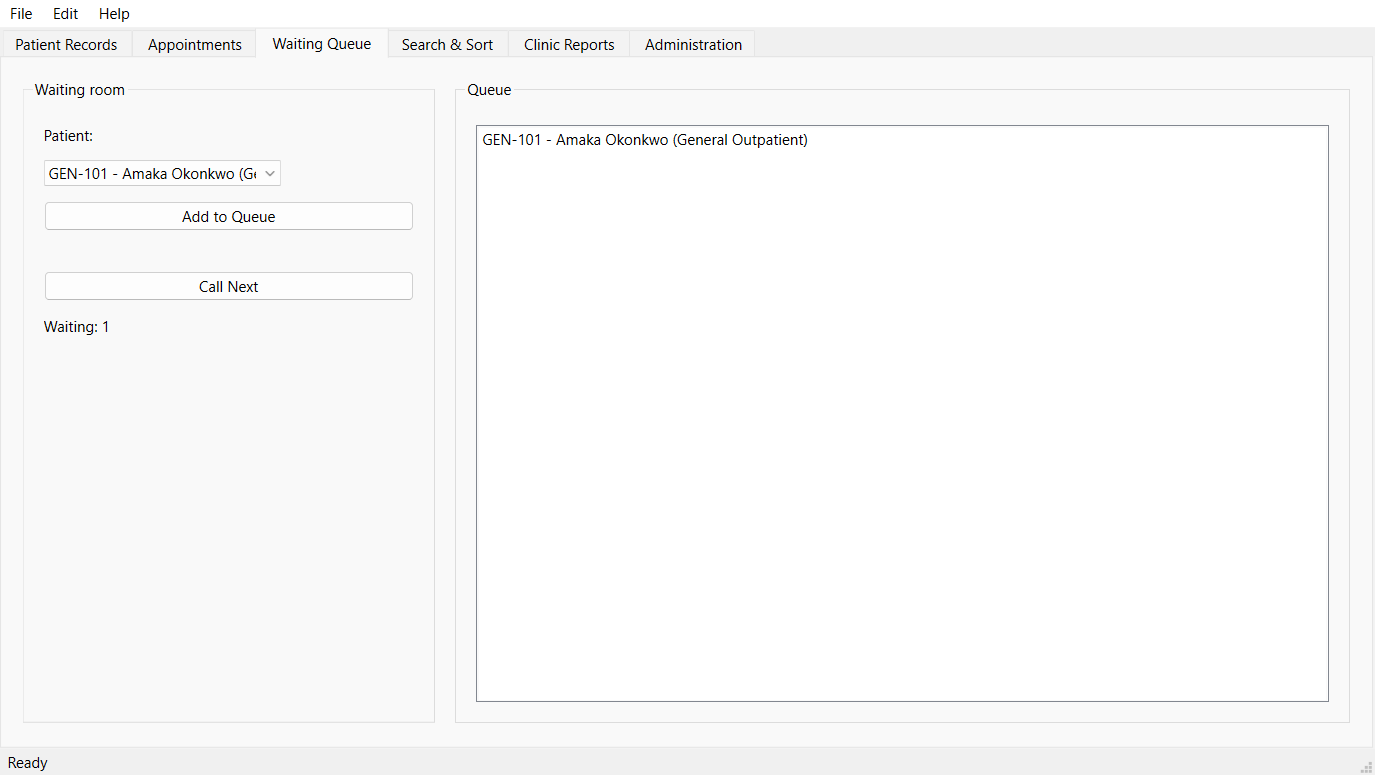 File Edit Help
Patient Records Appointments Waiting Queue Search & Sort Clinic Reports Administration
Waiting room
Patient:
GEN-101 - Amaka Okonkwo (Ge
Add to Queue
Call Next
Waiting: 1
Queue
GEN-101 - Amaka Okonkwo (General Outpatient)
Ready